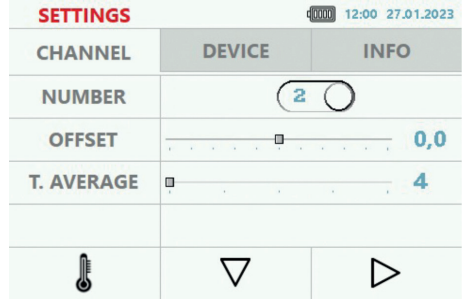 SETTINGS 12:00 27.01.2023
CHANNEL DEVICE INFO
NUMBER 2
OFFSET 0,0
T. AVERAGE 4